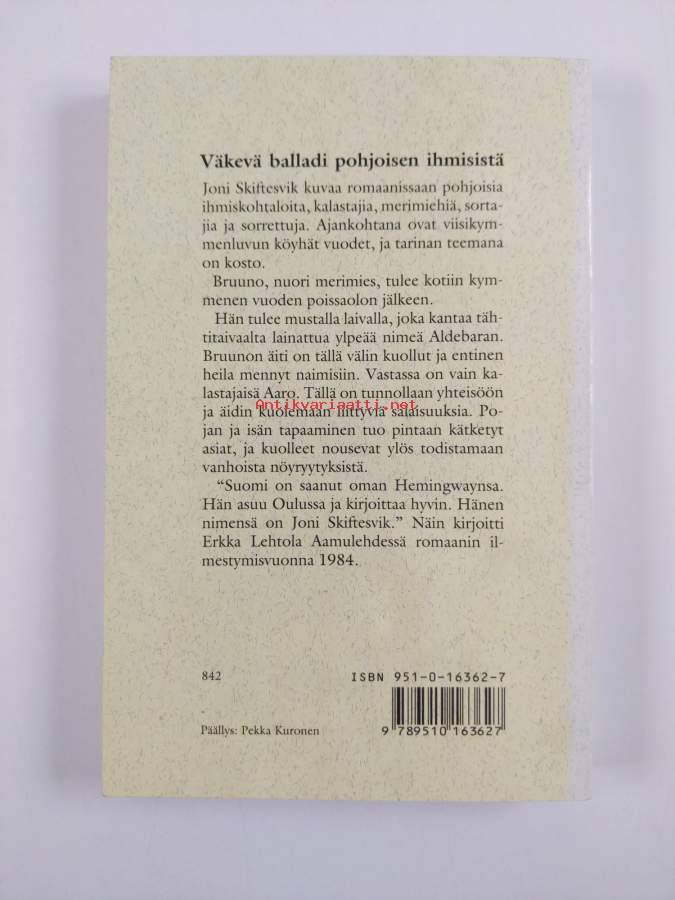 Väkevä balladi pohjoisen ihmisistä
Joni Skiftesvik kuvaa romaanissaan pohjoisia
ihmiskohtaloita, kalastajia, merimiehiä, sorta-
jia ja sorrettuja. Ajankohtana ovat viisikym-
menluvun köyhät vuodet, ja tarinan teemana
on kosto.
Bruuno, nuori merimies, tulee kotiin kym-
menen vuoden poissaolon jälkeen.
Hän tulee mustalla laivalla, joka kantaa täh-
titaivaalta lainattua ylpeää nimeä Aldebaran.
Bruunon äiti on tällä välin kuollut ja entinen
heila mennyt naimisiin. Vastassa on vain ka-
lastajaisä Aaro. Tällä on tunnollaan yhteisöön
Antikvariaatti.net
ja äidin kuolemaan liittyviä salaisuuksia. Po-
jan ja isän tapaaminen tuo pintaan kätketyt
asiat, ja kuolleet nousevat ylös todistamaan
vanhoista nöyryytyksistä.
“Suomi on saanut oman Hemingwaynsa.
Hän asuu Oulussa ja kirjoittaa hyvin. Hänen
nimensä on Joni Skiftesvik.” Näin kirjoitti
Erkka Lehtola Aamulehdessä romaanin il-
mestymisvuonna 1984.
842
ISBN 951-0-16362-7
9 789510 163627
Päällys: Pekka Kuronen